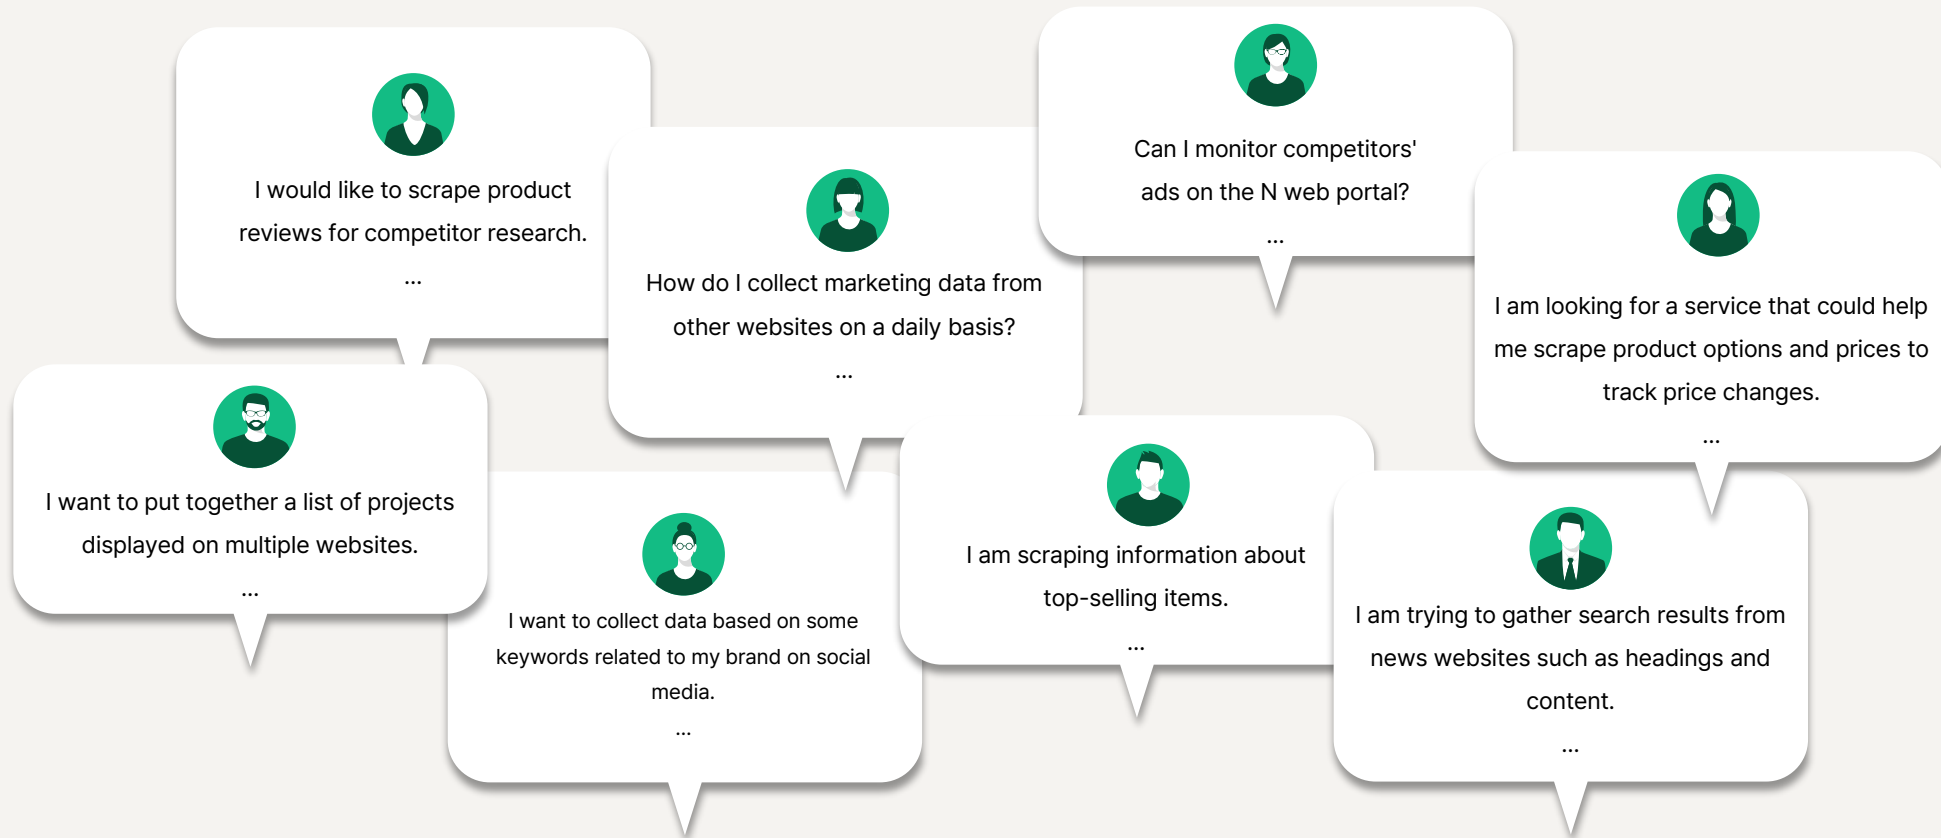 I would like to scrape product
reviews for competitor research.
...
How do I collect marketing data from
other websites on a daily basis?
...
Can I monitor competitors'
ads on the N web portal?
...
I am looking for a service that could help
me scrape product options and prices to
track price changes.
...
I want to put together a list of projects
displayed on multiple websites.
...
I want to collect data based on some
keywords related to my brand on social
media.
...
I am scraping information about
top-selling items.
...
I am trying to gather search results from
news websites such as headings and
content.
...